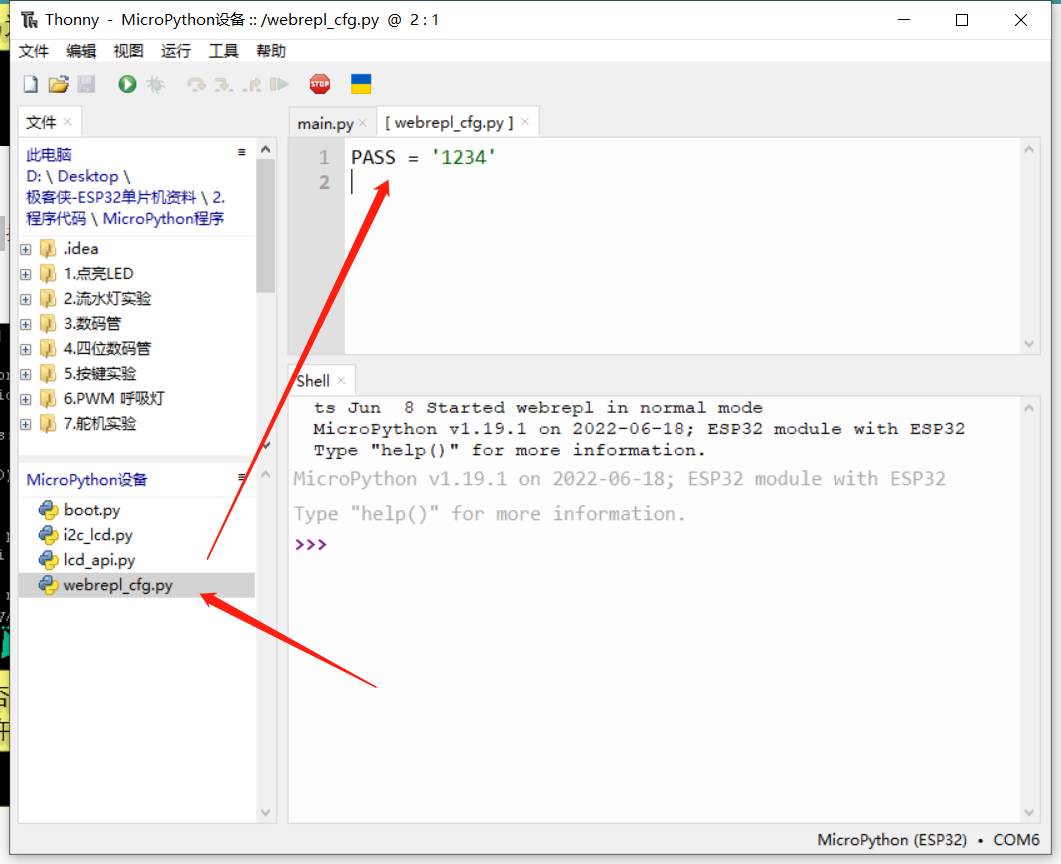 Thonny - MicroPython设备 :: /webrepl_cfg.py @ 2 : 1
文件 编辑 视图 运行 工具 帮助
STOP
文件
此电脑
D: \ Desktop \
极客侠-ESP32单片机资料 \ 2.
程序代码 \ MicroPython程序
.idea
1.点亮LED
2.流水灯实验
3.数码管
4.四位数码管
5.按键实验
6.PWM 呼吸灯
7.舵机实验
MicroPython设备
boot.py
i2c_lcd.py
lcd_api.py
webrepl_cfg.py
main.py [ webrepl_cfg.py ]
1 PASS = '1234'
2
Shell
ts Jun  8 Started webrepl in normal mode
MicroPython v1.19.1 on 2022-06-18; ESP32 module with ESP32
Type "help()" for more information.
MicroPython v1.19.1 on 2022-06-18; ESP32 module with ESP32
Type "help()" for more information.
>>>
MicroPython (ESP32) • COM6